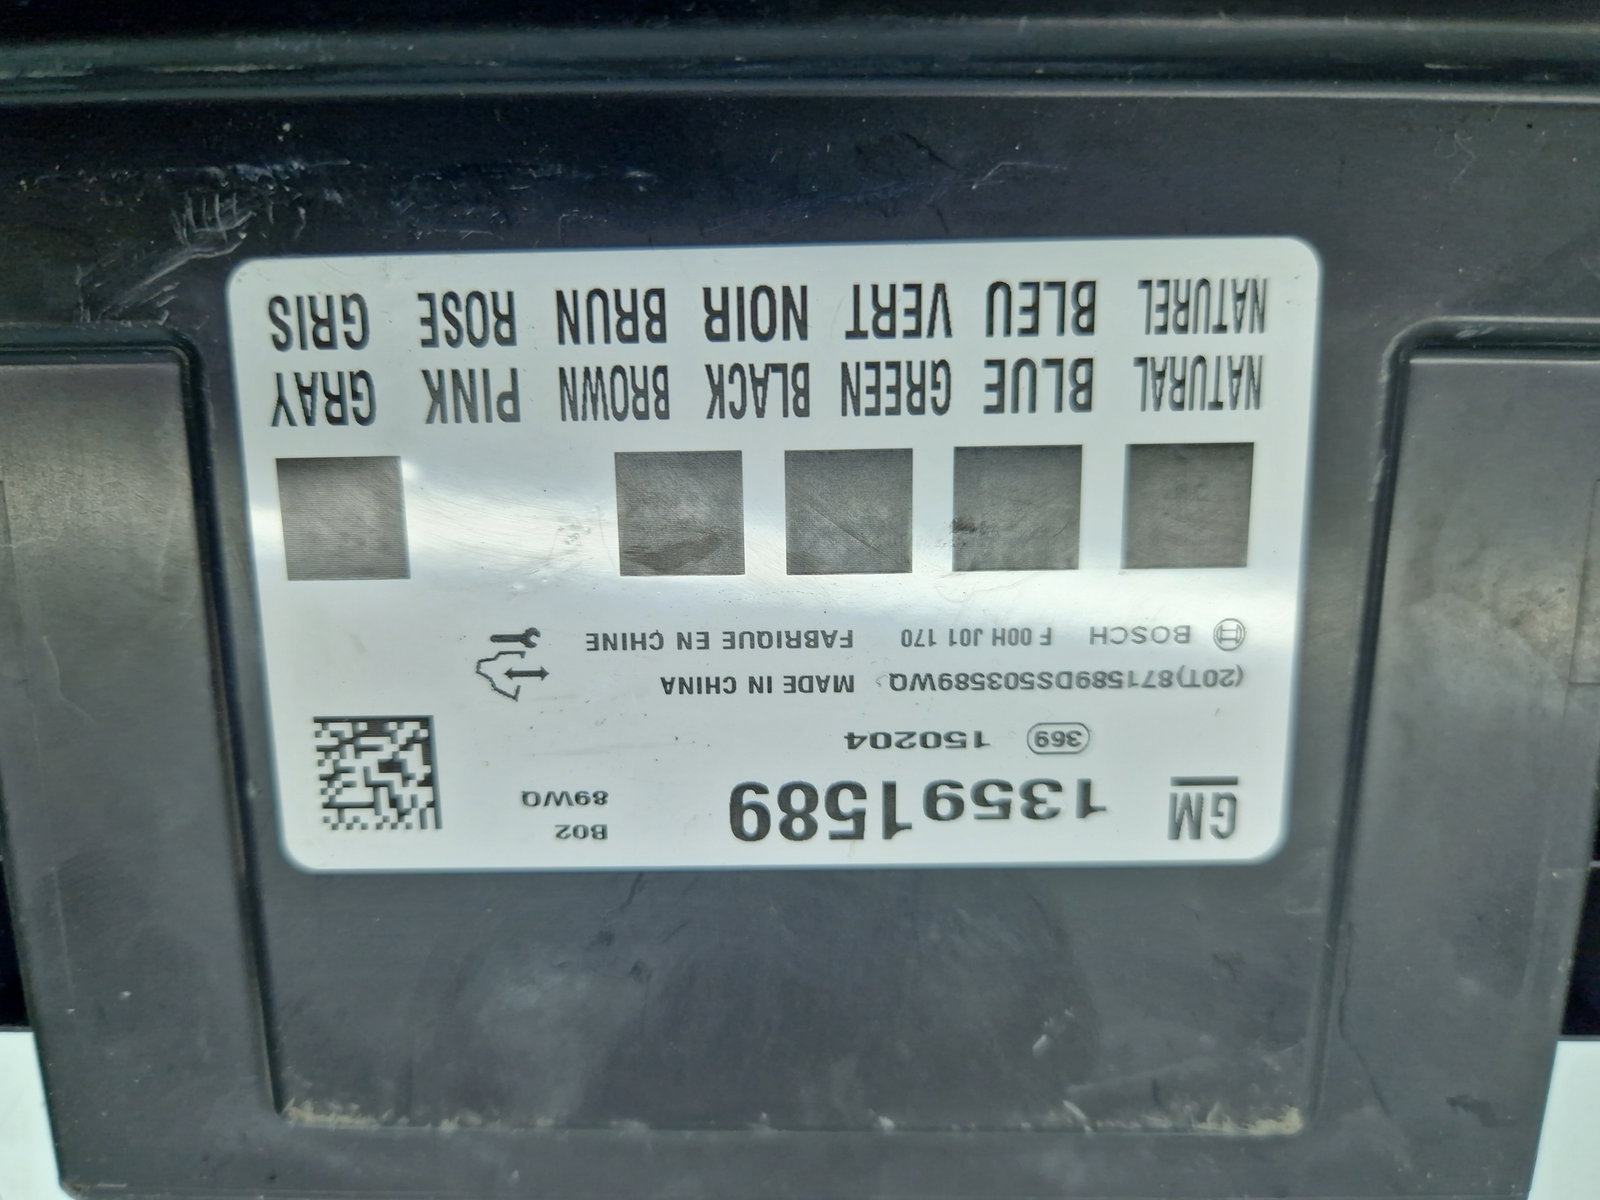 GM 13591589 B02
89WQ
369 150204
(20T)871589DS503589WQ MADE IN CHINA
BOSCH F 00H J01 170 FABRIQUE EN CHINE
NATURAL BLUE GREEN BLACK BROWN PINK GRAY
NATUREL BLEU VERT NOIR BRUN ROSE GRIS